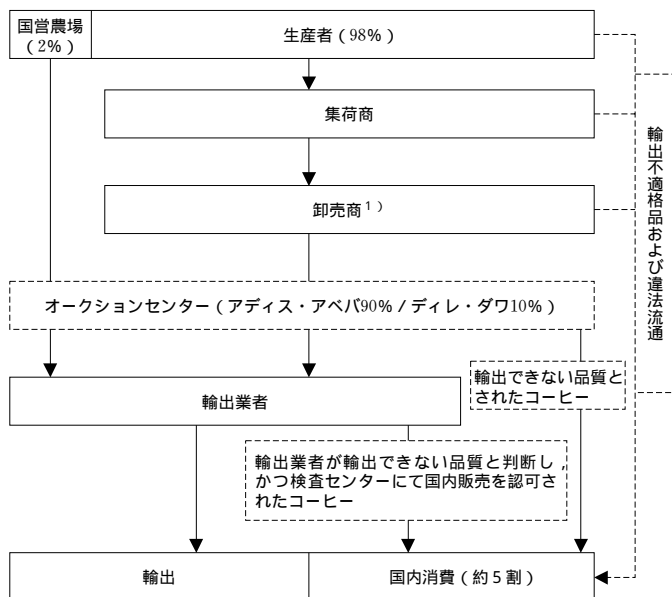 国営農場
（2％）
生産者（98％）
集荷商
卸売商１）
オークションセンター（アディス・アベバ90％／ディレ・ダワ10％）
輸出不適格品および違法流通
輸出できない品質と
されたコーヒー
輸出業者
輸出業者が輸出できない品質と判断し，
かつ検査センターにて国内販売を認可さ
れたコーヒー
輸出
国内消費（約５割）